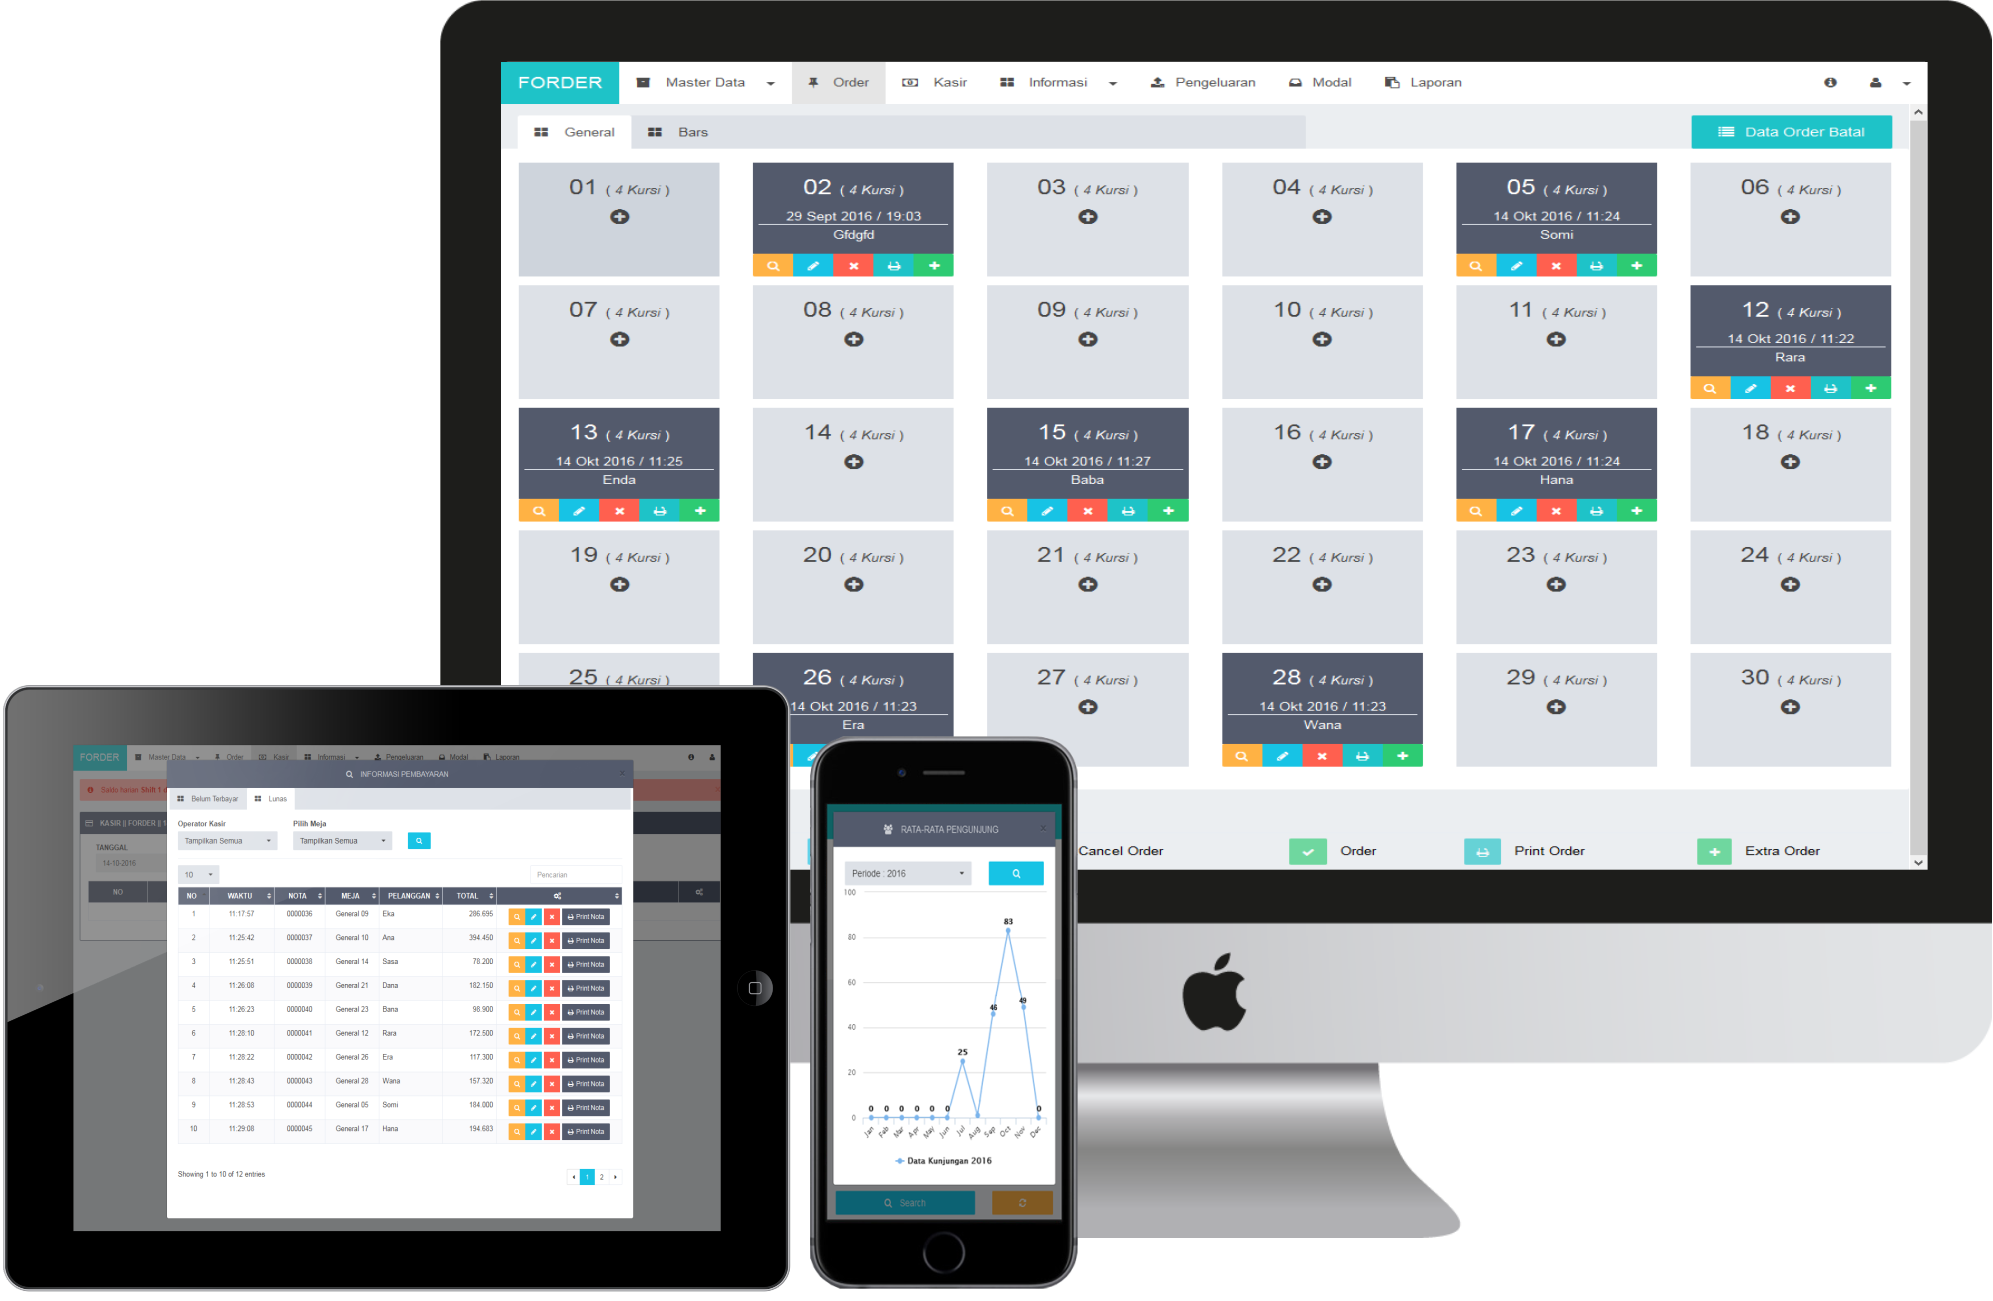 FORDER Master Data Order Kasir Informasi Pengeluaran Modal Laporan
General Bars Data Order Batal
01 ( 4 Kursi ) 02 ( 4 Kursi ) 03 ( 4 Kursi ) 04 ( 4 Kursi ) 05 ( 4 Kursi ) 06 ( 4 Kursi )
29 Sept 2016 / 19:03 14 Okt 2016 / 11:24
Gfdgfd Somi
07 ( 4 Kursi ) 08 ( 4 Kursi ) 09 ( 4 Kursi ) 10 ( 4 Kursi ) 11 ( 4 Kursi ) 12 ( 4 Kursi )
14 Okt 2016 / 11:22
Rara
13 ( 4 Kursi ) 14 ( 4 Kursi ) 15 ( 4 Kursi ) 16 ( 4 Kursi ) 17 ( 4 Kursi ) 18 ( 4 Kursi )
14 Okt 2016 / 11:25 14 Okt 2016 / 11:27 14 Okt 2016 / 11:24
Enda Baba Hana
19 ( 4 Kursi ) 20 ( 4 Kursi ) 21 ( 4 Kursi ) 22 ( 4 Kursi ) 23 ( 4 Kursi ) 24 ( 4 Kursi )
25 ( 4 Kursi ) 26 ( 4 Kursi ) 27 ( 4 Kursi ) 28 ( 4 Kursi ) 29 ( 4 Kursi ) 30 ( 4 Kursi )
14 Okt 2016 / 11:23 14 Okt 2016 / 11:23
Era Wana
Cancel Order Order Print Order Extra Order
FORDER Master Data Order Kasir Informasi Pengeluaran Modal Laporan
INFORMASI PEMBAYARAN
Saldo harian Shift 1
Belum Terbayar Lunas
KASIR || FORDER || 1
Operator Kasir Pilih Meja
Tampilkan Semua Tampilkan Semua
TANGGAL
14-10-2016
10 Pencarian
NO
NO WAKTU NOTA MEJA PELANGGAN TOTAL
1 11:17:57 0000036 General 09 Eka 286.695 Print Nota
2 11:25:42 0000037 General 10 Ana 394.450 Print Nota
3 11:25:51 0000038 General 14 Sasa 78.200 Print Nota
4 11:26:08 0000039 General 21 Dana 182.150 Print Nota
5 11:26:23 0000040 General 23 Bana 98.900 Print Nota
6 11:28:10 0000041 General 12 Rara 172.500 Print Nota
7 11:28:22 0000042 General 26 Era 117.300 Print Nota
8 11:28:43 0000043 General 28 Wana 157.320 Print Nota
9 11:28:53 0000044 General 05 Somi 184.000 Print Nota
10 11:29:08 0000045 General 17 Hana 194.683 Print Nota
Showing 1 to 10 of 12 entries 1 2
RATA-RATA PENGUNJUNG
Periode : 2016
100
83
80
60
46 49
40
25
20
0 0 0 0 0 0 0 0
Jan Feb Mar Apr May Jun Jul Aug Sep Oct Nov Dec
Data Kunjungan 2016
Search